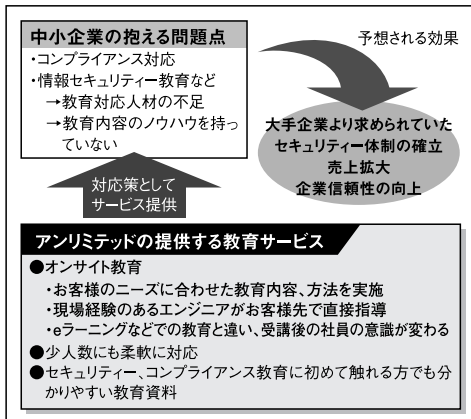 中小企業の抱える問題点
・コンプライアンス対応
・情報セキュリティー教育など
→教育対応人材の不足
→教育内容のノウハウを持っ
ていない
予想される効果
大手企業より求められていた
セキュリティー体制の確立
売上拡大
企業信頼性の向上
対応策として
サービス提供
アンリミテッドの提供する教育サービス
●オンサイト教育
・お客様のニーズに合わせた教育内容、方法を実施
・現場経験のあるエンジニアがお客様先で直接指導
・eラーニングなどでの教育と違い、受講後の社員の意識が変わる
●少人数にも柔軟に対応
●セキュリティー、コンプライアンス教育に初めて触れる方でも分
かりやすい教育資料